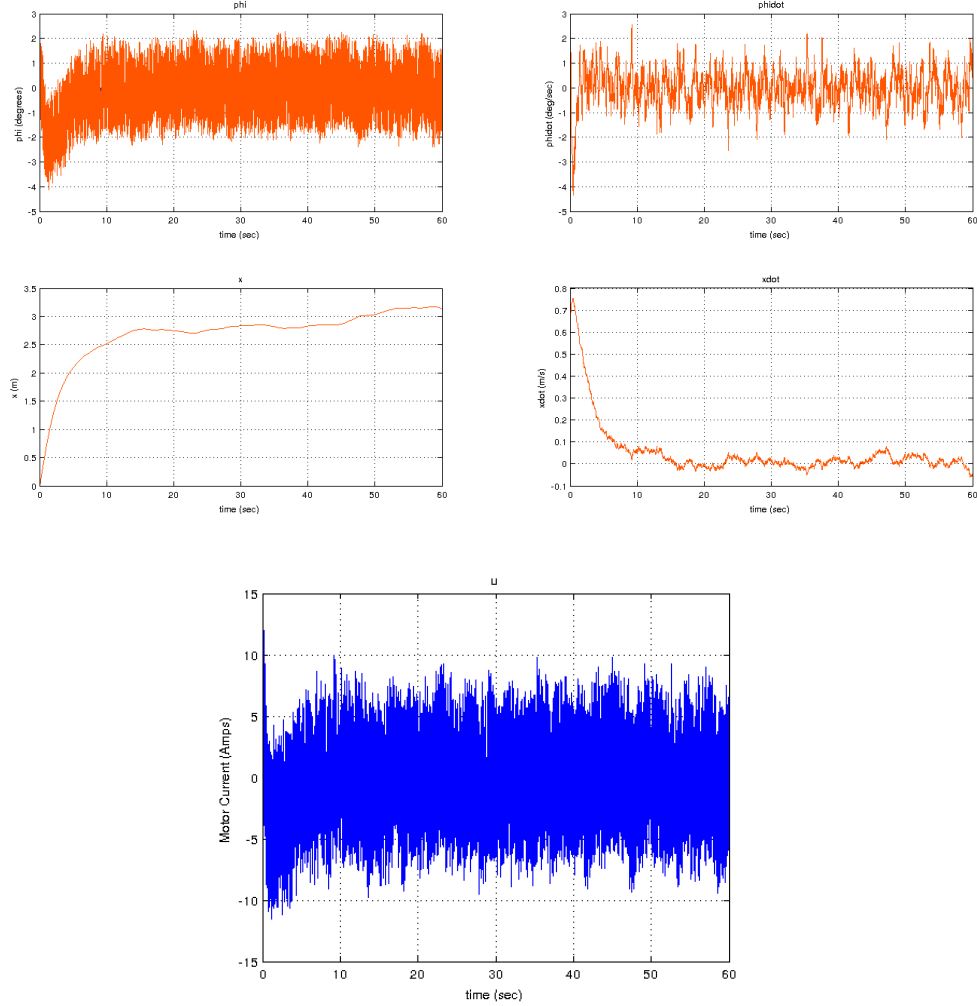 phi
3
2
1
0
-1
-2
-3
-4
-5
phi (degrees)
0 10 20 30 40 50 60
time (sec)
phidot
3
2
1
0
-1
-2
-3
-4
-5
phidot (deg/sec)
0 10 20 30 40 50 60
time (sec)
x
3.5
3
2.5
2
1.5
1
0.5
0
x (m)
0 10 20 30 40 50 60
time (sec)
xdot
0.8
0.7
0.6
0.5
0.4
0.3
0.2
0.1
0
-0.1
xdot (m/s)
0 10 20 30 40 50 60
time (sec)
u
15
10
5
0
-5
-10
-15
Motor Current (Amps)
0 10 20 30 40 50 60
time (sec)